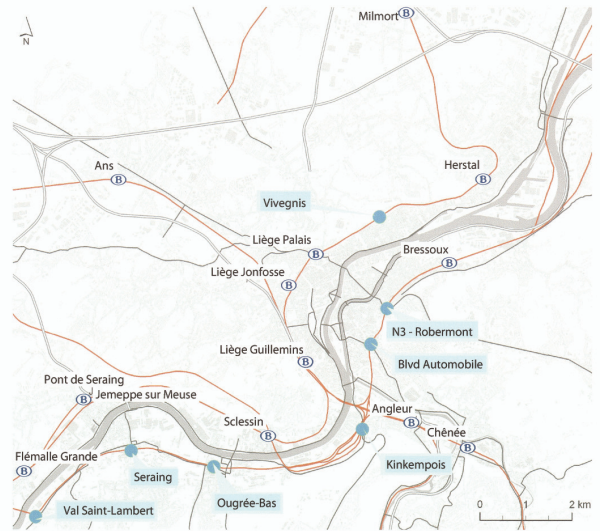 Milmort
B
N
Ans
B
Herstal
B
Vivegnis
Liège Palais
B
Bressoux
B
Liège Jonfosse
B
N3 - Robermont
Liège Guillemins
B
Blvd Automobile
Pont de Seraing
B
Jemeppe sur Meuse
Sclessin
B
Angleur
B
Chênée
B
Flémalle Grande
B
Seraing
Kinkempois
Val Saint-Lambert
Ougrée-Bas
0 1 2 km